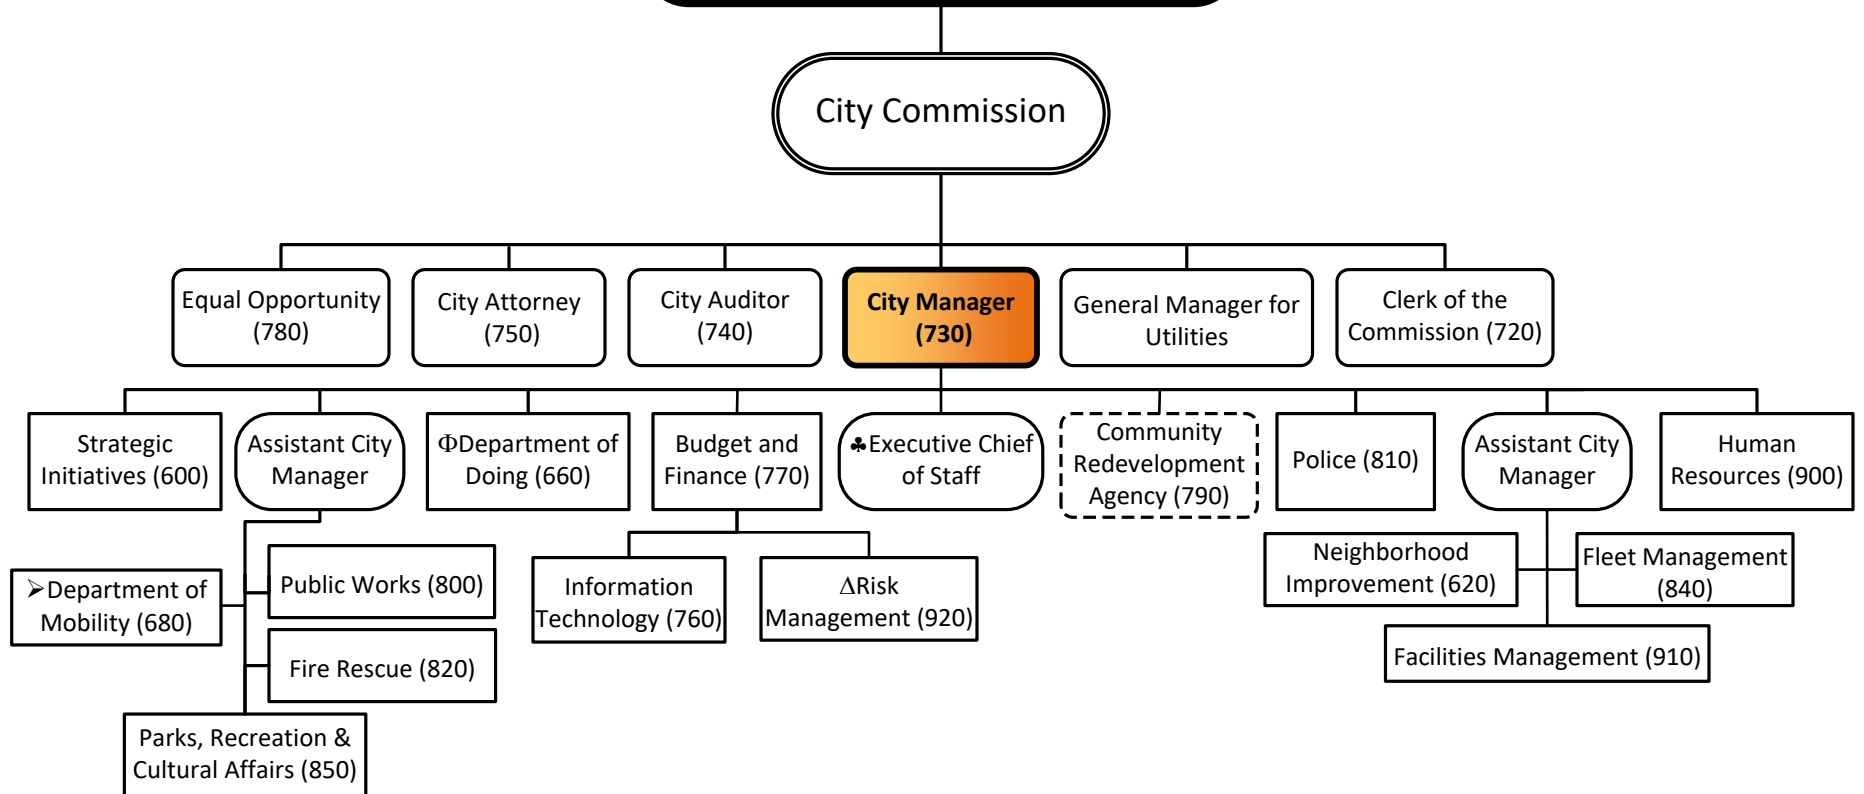 City Commission
Equal Opportunity
(780)
City Attorney
(750)
City Auditor
(740)
City Manager
(730)
General Manager for
Utilities
Clerk of the
Commission (720)
Strategic
Initiatives (600)
Assistant City
Manager
ΦDepartment of
Doing (660)
Budget and
Finance (770)
♣Executive Chief
of Staff
Community
Redevelopment
Agency (790)
Police (810)
Assistant City
Manager
Human
Resources (900)
➢Department of
Mobility (680)
Public Works (800)
Fire Rescue (820)
Parks, Recreation &
Cultural Affairs (850)
Information
Technology (760)
ΔRisk
Management (920)
Neighborhood
Improvement (620)
Fleet Management
(840)
Facilities Management (910)